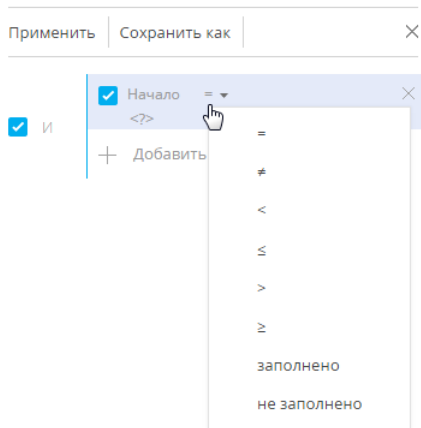 Применить Сохранить как
Начало =
И
<?>
Добавить
=
≠
<
≤
>
≥
заполнено
не заполнено